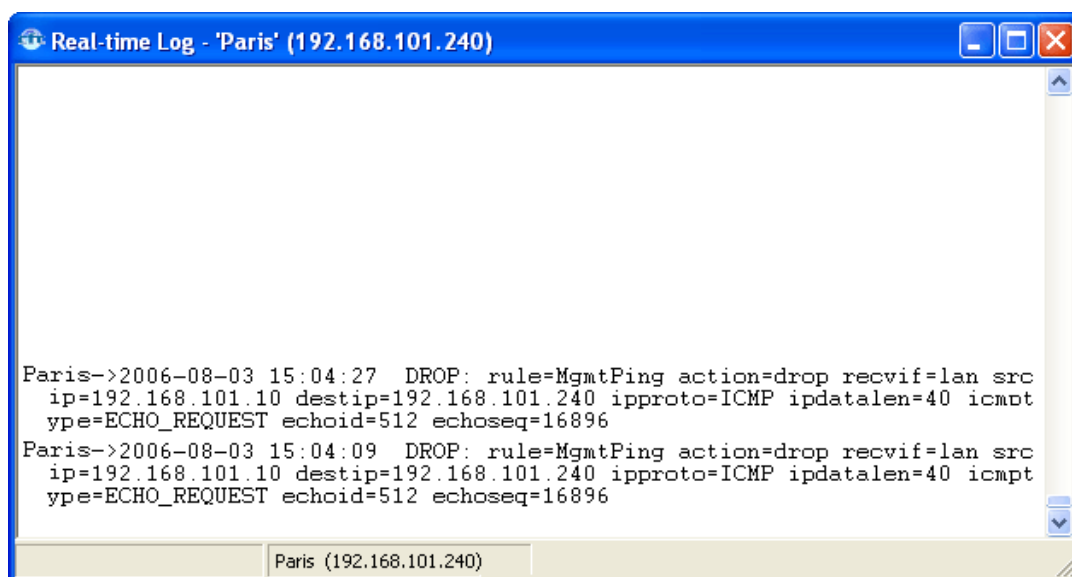 Real-time Log - 'Paris' (192.168.101.240)
Paris->2006-08-03 15:04:27  DROP: rule=MgmtPing action=drop recvif=lan src
ip=192.168.101.10 destip=192.168.101.240 ipproto=ICMP ipdatalen=40 icmpt
ype=ECHO_REQUEST echoid=512 echoseq=16896
Paris->2006-08-03 15:04:09  DROP: rule=MgmtPing action=drop recvif=lan src
ip=192.168.101.10 destip=192.168.101.240 ipproto=ICMP ipdatalen=40 icmpt
ype=ECHO_REQUEST echoid=512 echoseq=16896
Paris (192.168.101.240)